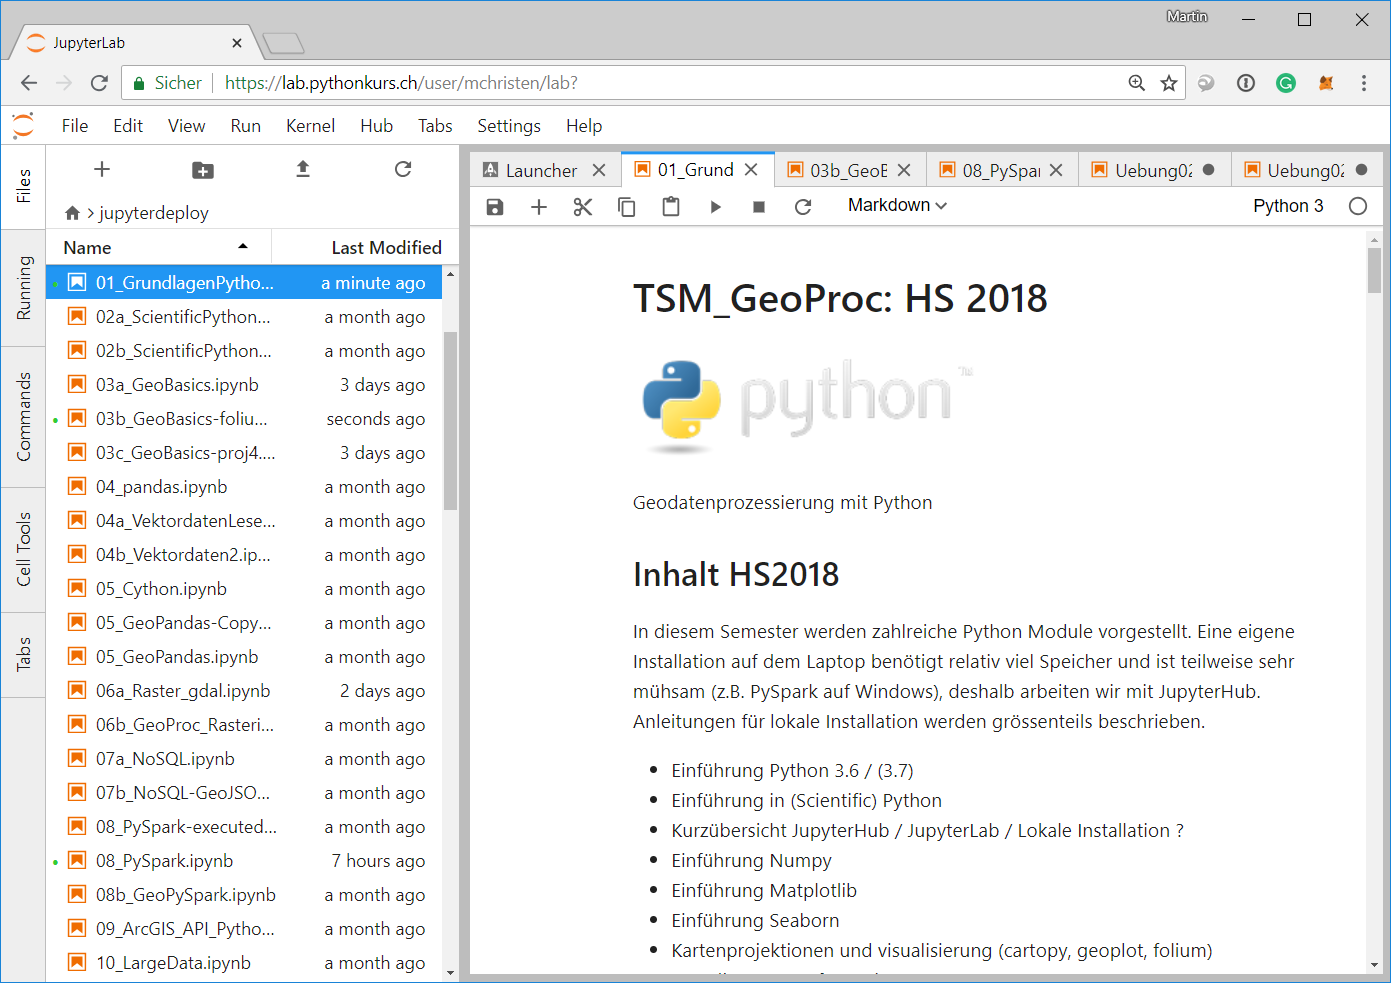 Martin
JupyterLab
Sicher https://lab.pythonkurs.ch/user/mchristen/lab?
File Edit View Run Kernel Hub Tabs Settings Help
Files
Running
Commands
Cell Tools
Tabs
jupyterdeploy
Name Last Modified
01_GrundlagenPytho... a minute ago
02a_ScientificPython... a month ago
02b_ScientificPython... a month ago
03a_GeoBasics.ipynb 3 days ago
03b_GeoBasics-foliu... seconds ago
03c_GeoBasics-proj4.... 3 days ago
04_pandas.ipynb a month ago
04a_VektordatenLese... a month ago
04b_Vektordaten2.ip... a month ago
05_Cython.ipynb a month ago
05_GeoPandas-Copy... a month ago
05_GeoPandas.ipynb a month ago
06a_Raster_gdal.ipynb 2 days ago
06b_GeoProc_Rasteri... a month ago
07a_NoSQL.ipynb a month ago
07b_NoSQL-GeoJSO... a month ago
08_PySpark-executed... a month ago
08_PySpark.ipynb 7 hours ago
08b_GeoPySpark.ipynb a month ago
09_ArcGIS_API_Pytho... a month ago
10_LargeData.ipynb a month ago
Launcher 01_Grund 03b_GeoB 08_PySpar Uebung02 Uebung02
Markdown Python 3
TSM_GeoProc: HS 2018
python TM
Geodatenprozessierung mit Python
Inhalt HS2018
In diesem Semester werden zahlreiche Python Module vorgestellt. Eine eigene
Installation auf dem Laptop benötigt relativ viel Speicher und ist teilweise sehr
mühsam (z.B. PySpark auf Windows), deshalb arbeiten wir mit JupyterHub.
Anleitungen für lokale Installation werden grössenteils beschrieben.
• Einführung Python 3.6 / (3.7)
• Einführung in (Scientific) Python
• Kurzübersicht JupyterHub / JupyterLab / Lokale Installation ?
• Einführung Numpy
• Einführung Matplotlib
• Einführung Seaborn
• Kartenprojektionen und visualisierung (cartopy, geoplot, folium)